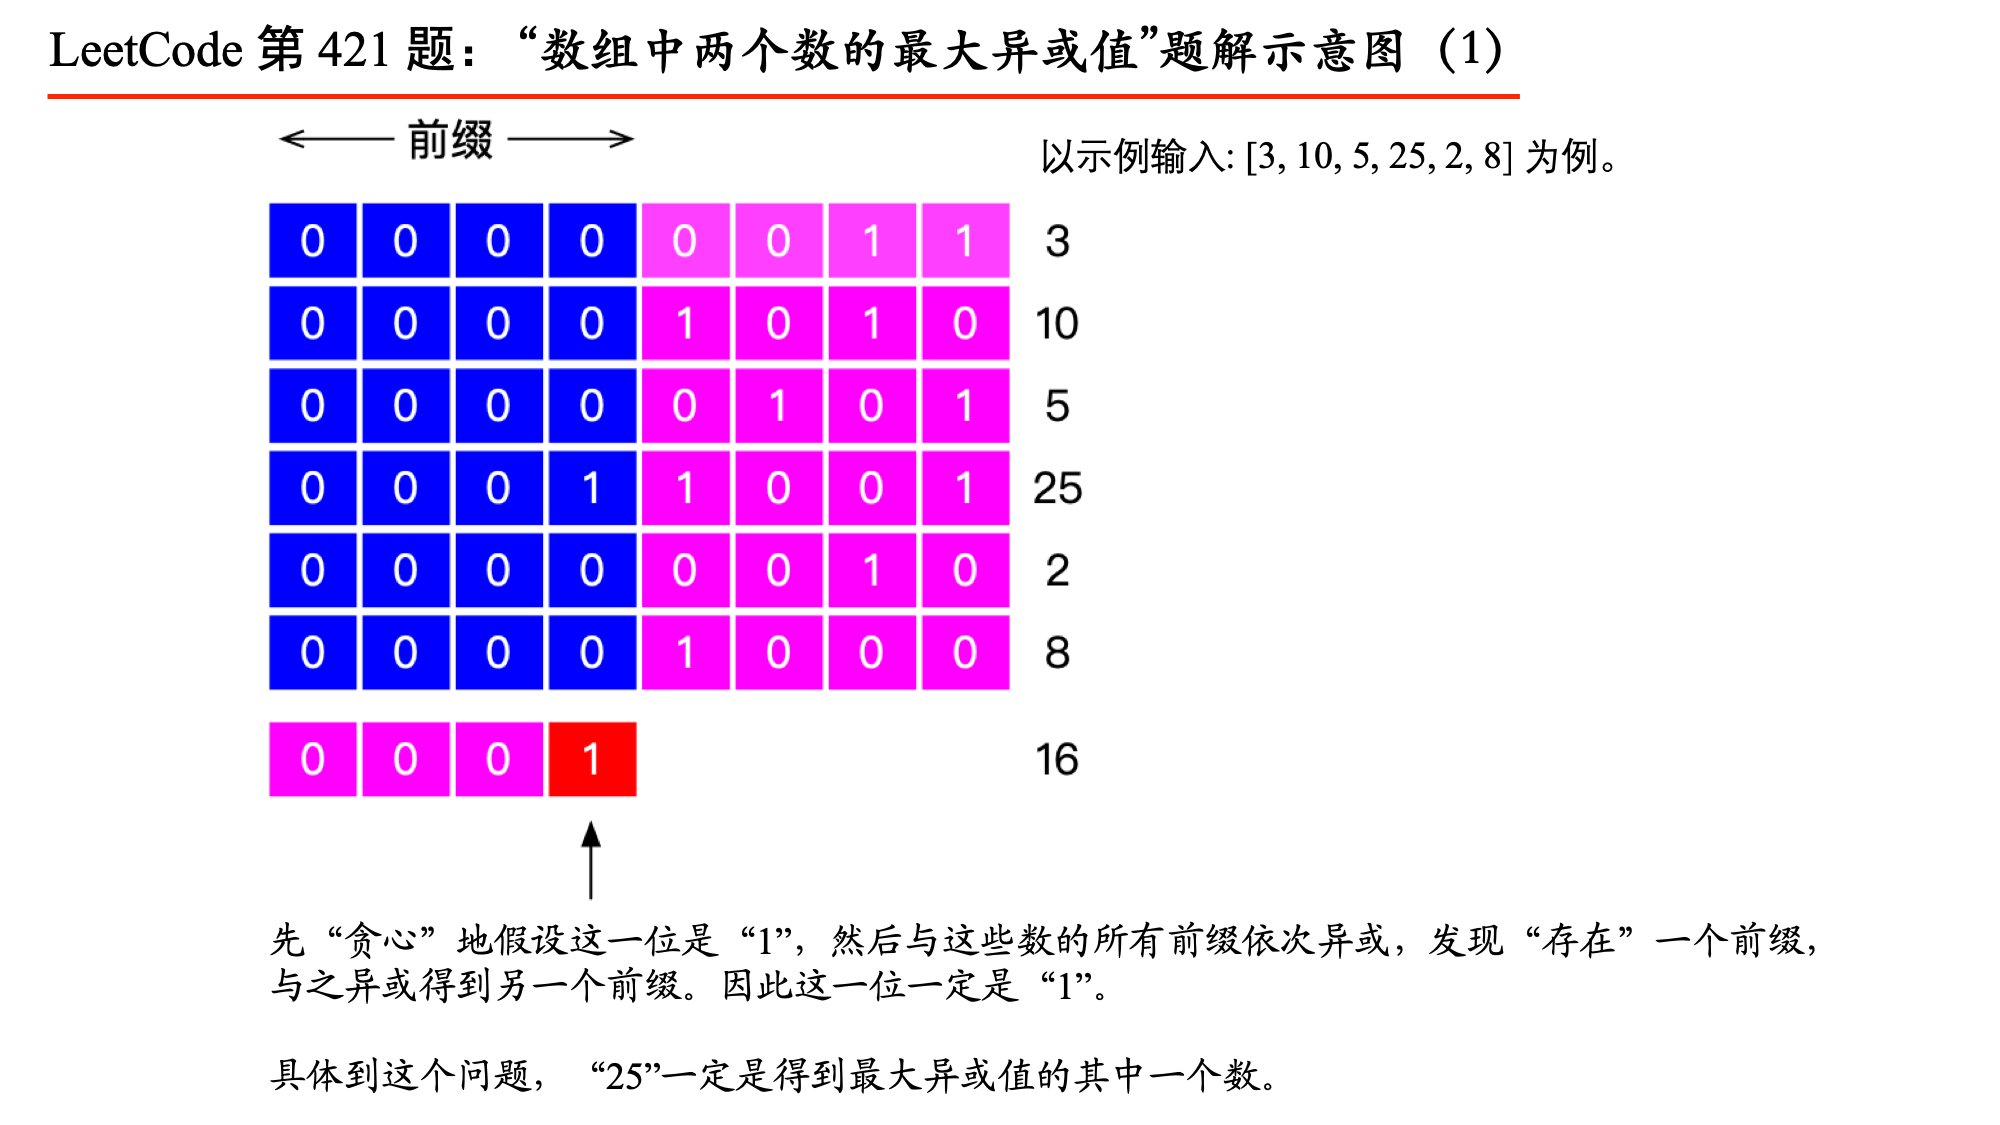 LeetCode 第 421 题：“数组中两个数的最大异或值”题解示意图（1）
前缀
以示例输入: [3, 10, 5, 25, 2, 8] 为例。
0 0 0 0 0 0 1 1 3
0 0 0 0 1 0 1 0 10
0 0 0 0 0 1 0 1 5
0 0 0 1 1 0 0 1 25
0 0 0 0 0 0 1 0 2
0 0 0 0 1 0 0 0 8
0 0 0 1 16
先“贪心”地假设这一位是“1”，然后与这些数的所有前缀依次异或，发现“存在”一个前缀，
与之异或得到另一个前缀。因此这一位一定是“1”。
具体到这个问题，“25”一定是得到最大异或值的其中一个数。